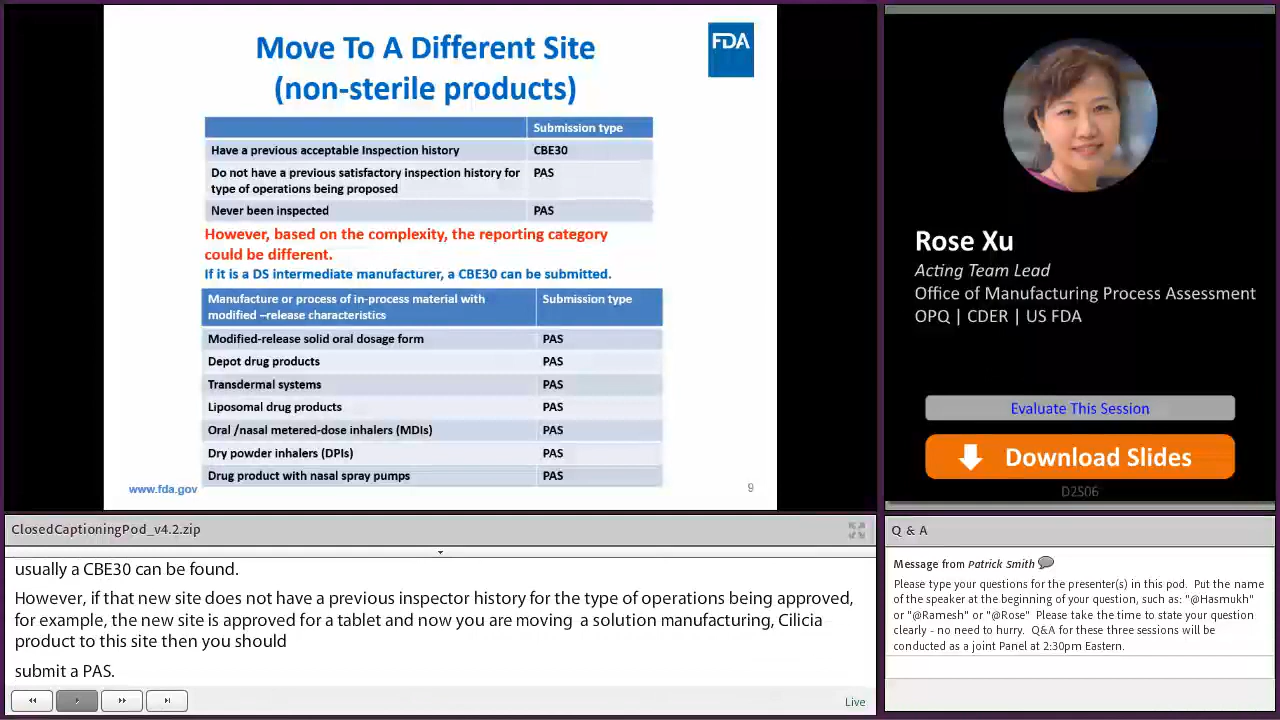 Move To A Different Site
(non-sterile products)
FDA
Submission type
Have a previous acceptable Inspection history CBE30
Do not have a previous satisfactory inspection history for PAS
type of operations being proposed
Never been inspected PAS
However, based on the complexity, the reporting category
could be different.
If it is a DS intermediate manufacturer, a CBE30 can be submitted.
Manufacture or process of in-process material with Submission type
modified –release characteristics
Modified-release solid oral dosage form PAS
Depot drug products PAS
Transdermal systems PAS
Liposomal drug products PAS
Oral /nasal metered-dose inhalers (MDIs) PAS
Dry powder inhalers (DPIs) PAS
Drug product with nasal spray pumps PAS
www.fda.gov 9
Rose Xu
Acting Team Lead
Office of Manufacturing Process Assessment
OPQ | CDER | US FDA
Evaluate This Session
Download Slides
D2S06
ClosedCaptioningPod_v4.2.zip
usually a CBE30 can be found.
However, if that new site does not have a previous inspector history for the type of operations being approved,
for example, the new site is approved for a tablet and now you are moving a solution manufacturing, Cilicia
product to this site then you should
submit a PAS.
Live
Q & A
Message from Patrick Smith
Please type your questions for the presenter(s) in this pod. Put the name
of the speaker at the beginning of your question, such as: "@Hasmukh"
or "@Ramesh" or "@Rose" Please take the time to state your question
clearly - no need to hurry. Q&A for these three sessions will be
conducted as a joint Panel at 2:30pm Eastern.